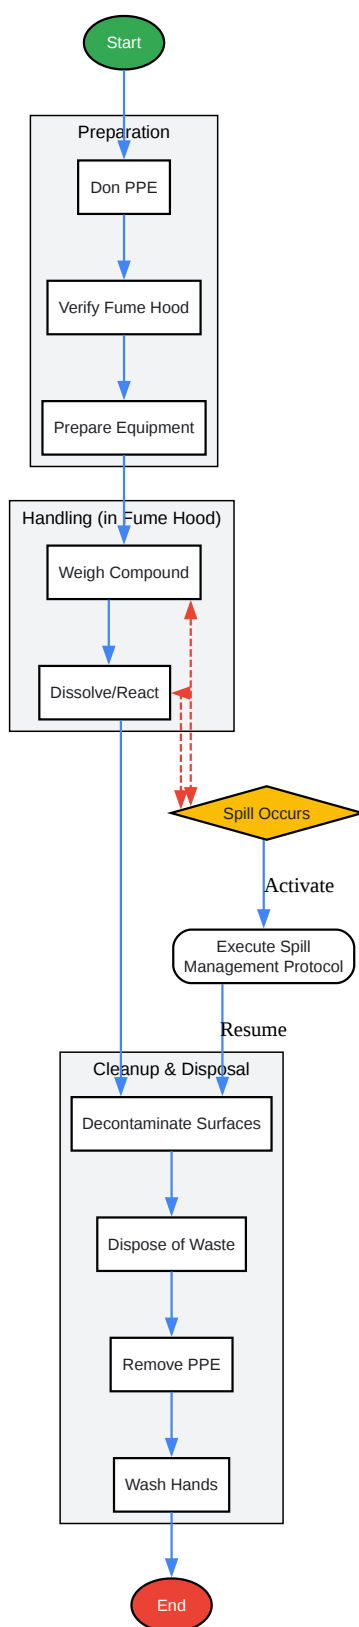 Start
Preparation
Don PPE
Verify Fume Hood
Prepare Equipment
Handling (in Fume Hood)
Weigh Compound
Dissolve/React
Spill Occurs
Activate
Execute Spill
Management Protocol
Resume
Cleanup & Disposal
Decontaminate Surfaces
Dispose of Waste
Remove PPE
Wash Hands
End